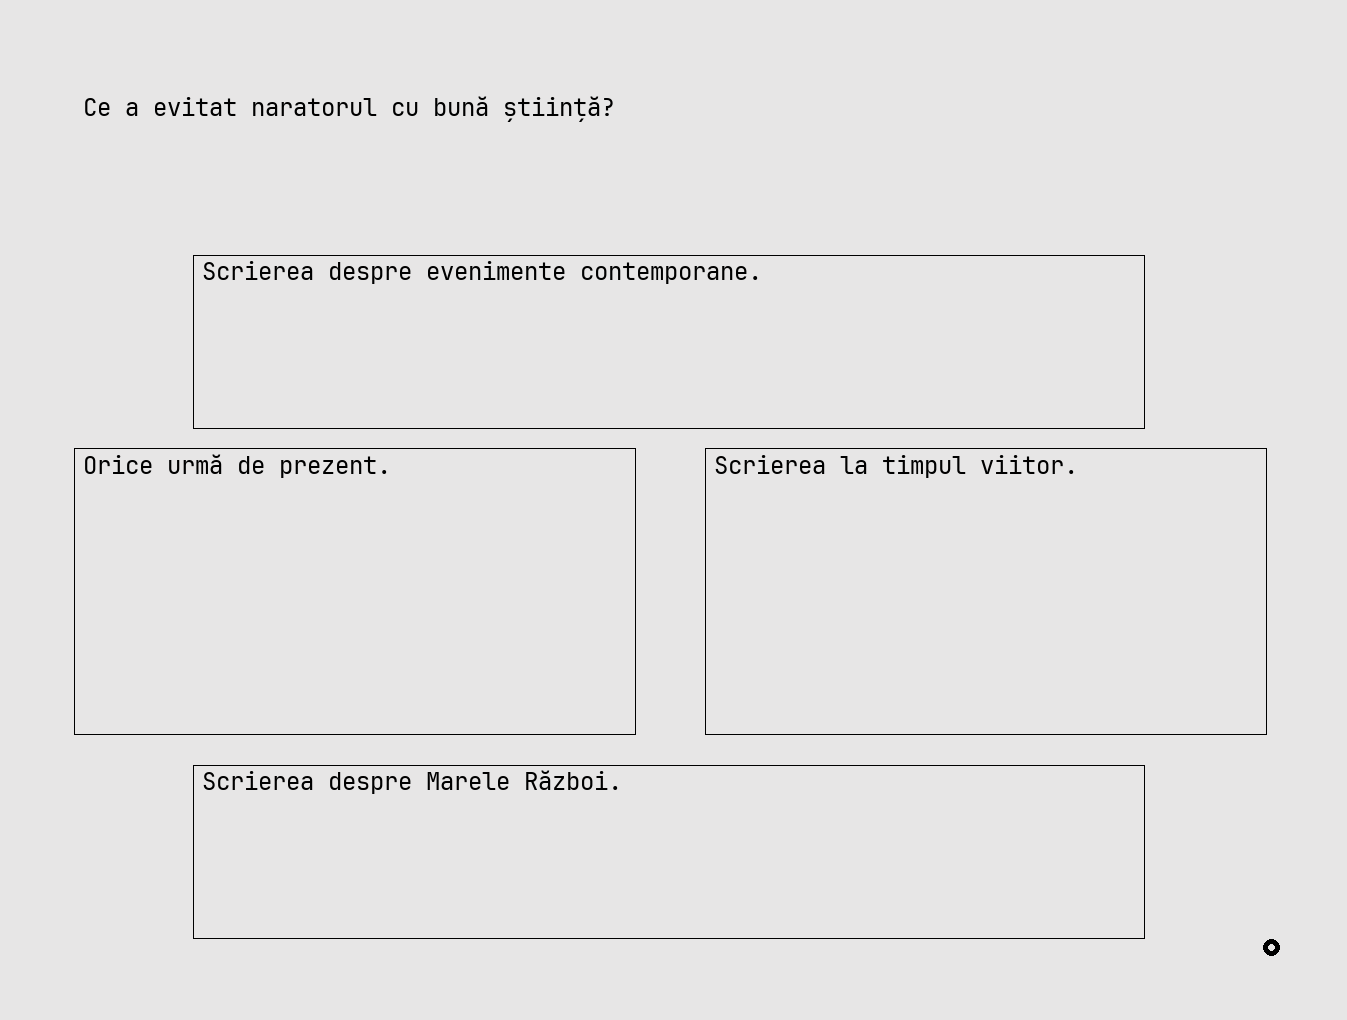 Ce a evitat naratorul cu bună știință?
Scrierea despre evenimente contemporane.
Orice urmă de prezent.
Scrierea la timpul viitor.
Scrierea despre Marele Război.